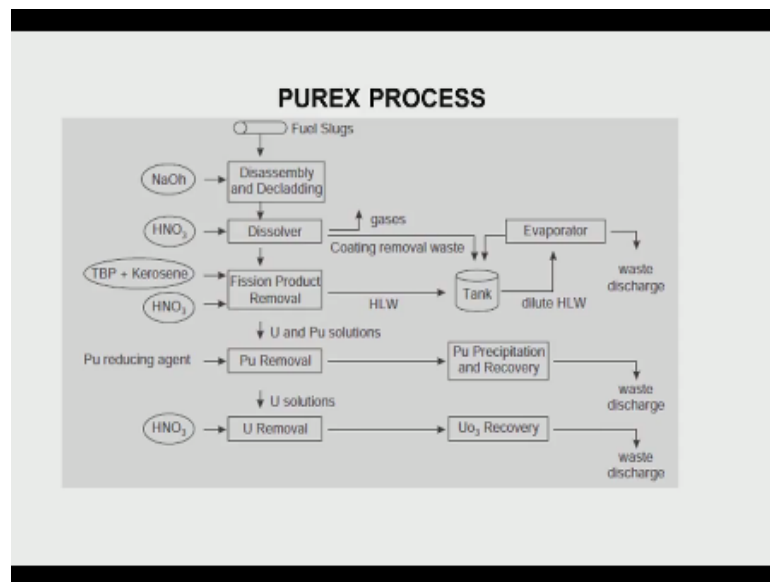 PUREX PROCESS
Fuel Slugs
NaOh
Disassembly
and Decladding
HNO3
Dissolver
gases
Coating removal waste
Evaporator
waste
discharge
TBP + Kerosene
HNO3
Fission Product
Removal
HLW
Tank
dilute HLW
U and Pu solutions
Pu reducing agent
Pu Removal
Pu Precipitation
and Recovery
waste
discharge
U solutions
HNO3
U Removal
Uo3 Recovery
waste
discharge